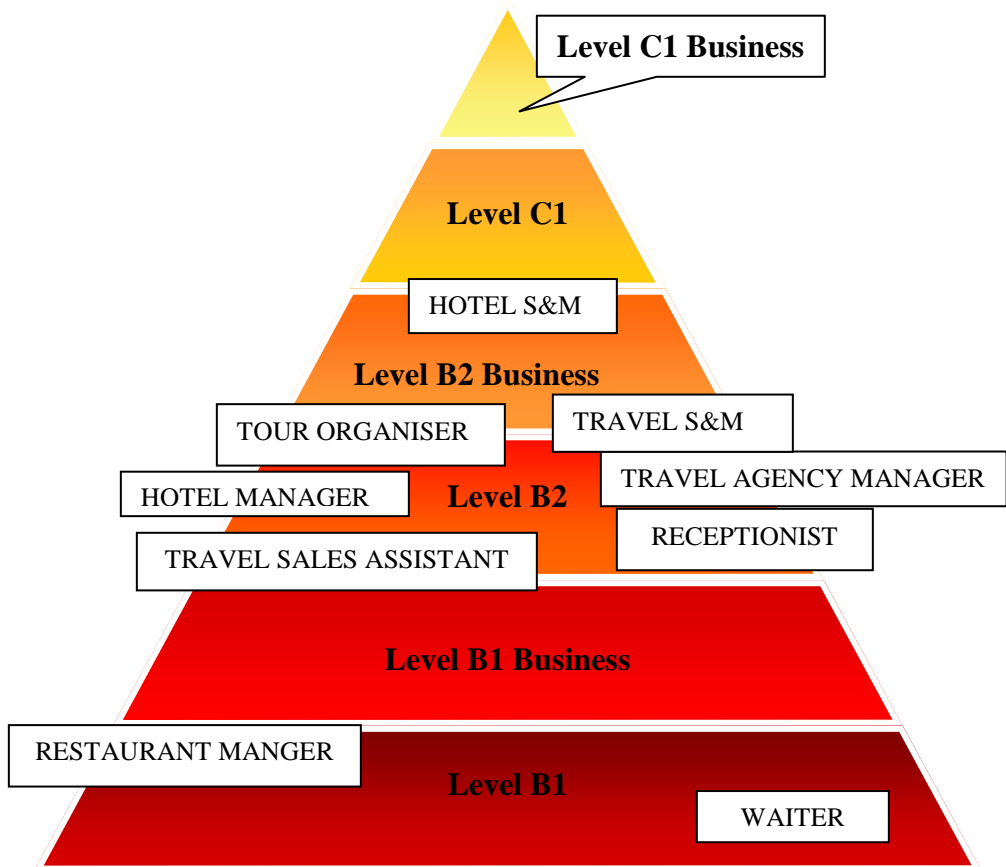 Level C1 Business
Level C1
HOTEL S&M
Level B2 Business
TOUR ORGANISER
TRAVEL S&M
TRAVEL AGENCY MANAGER
HOTEL MANAGER
Level B2
RECEPTIONIST
TRAVEL SALES ASSISTANT
Level B1 Business
RESTAURANT MANGER
Level B1
WAITER